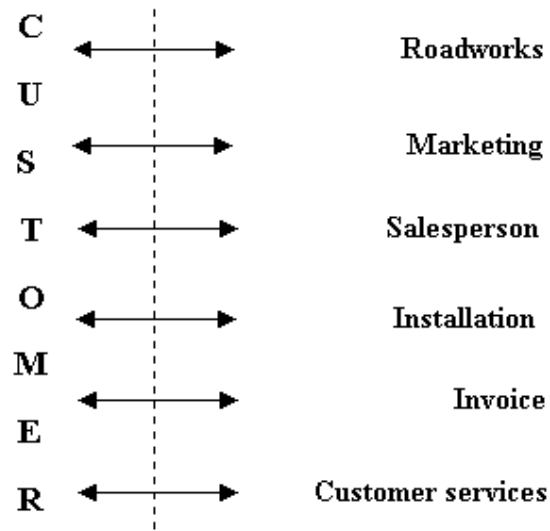 C
U
S
T
O
M
E
R
Roadworks
Marketing
Salesperson
Installation
Invoice
Customer services